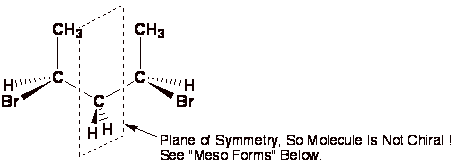 CH3 CH3
H C C H
Br C Br
H H
Plane of Symmetry, So Molecule Is Not Chiral !
See "Meso Forms" Below.